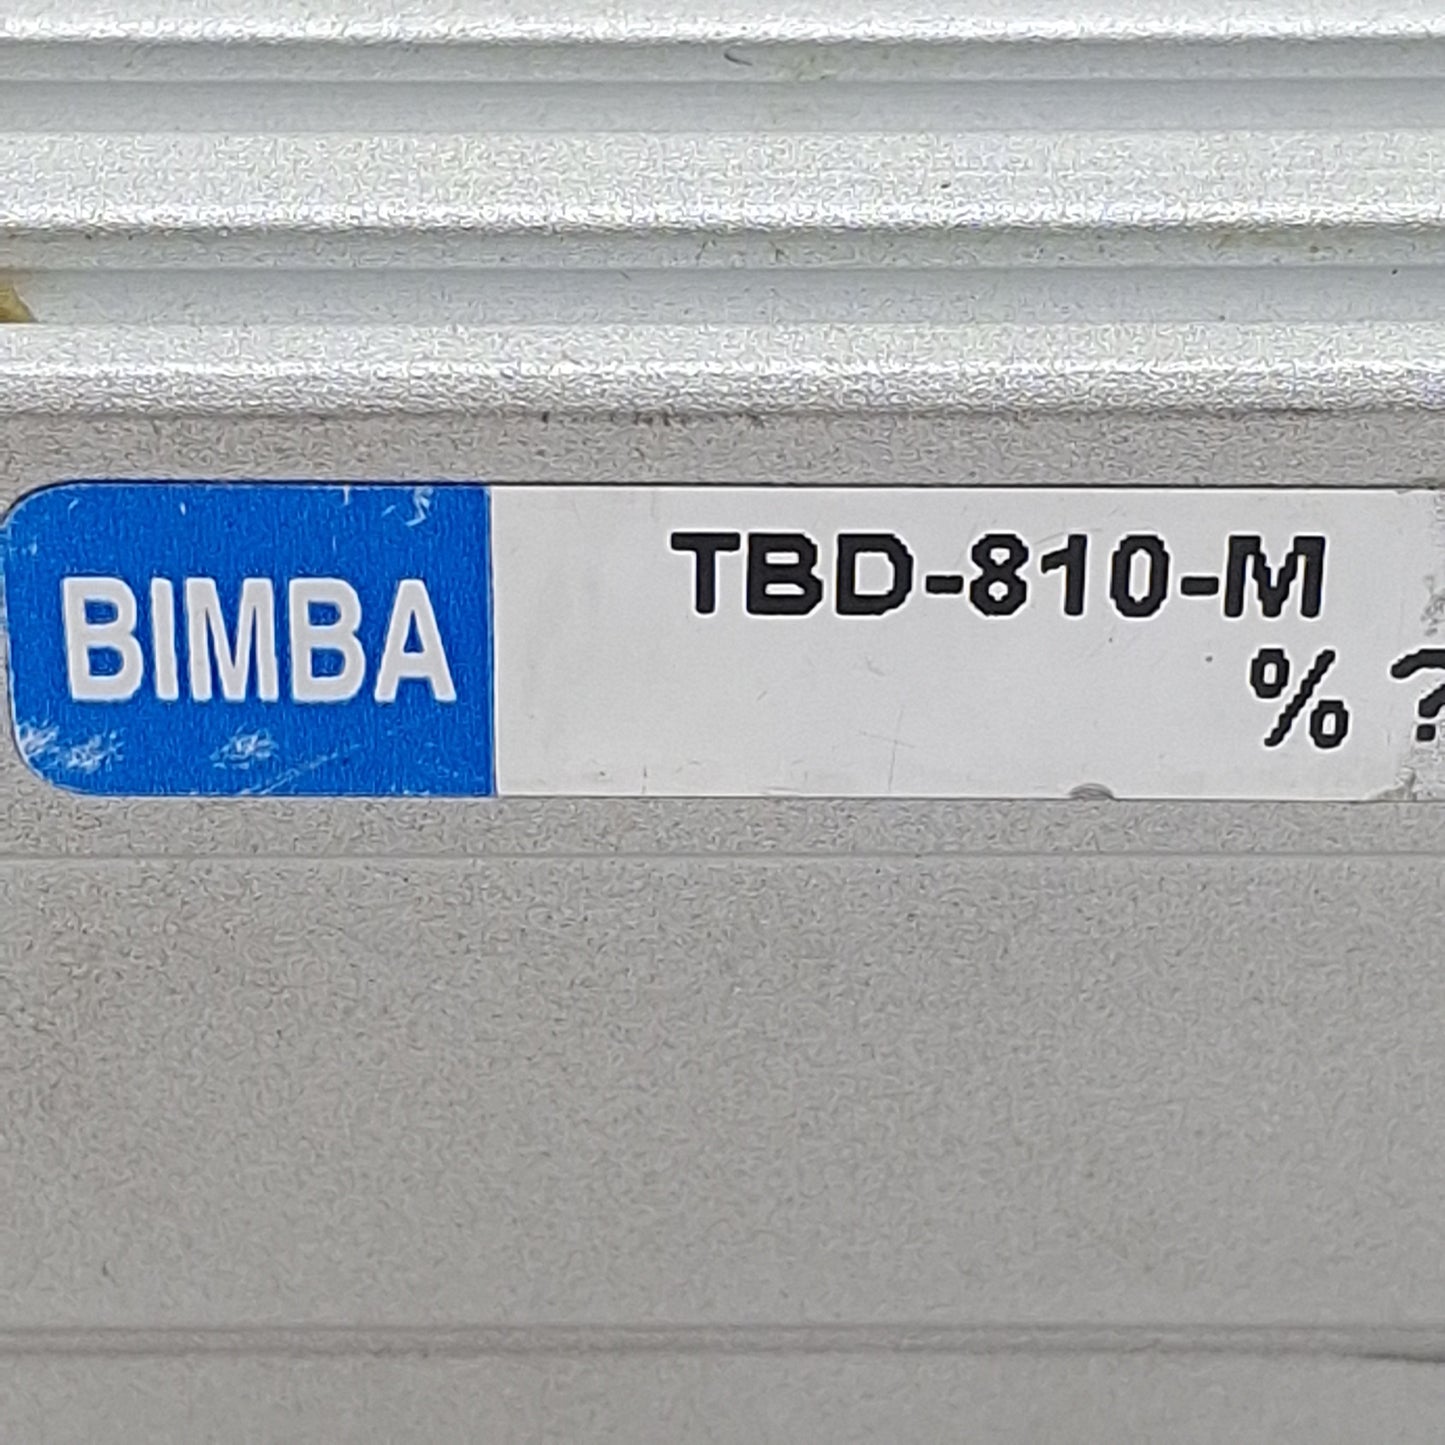 BIMBA
TBD-810-M
% ?